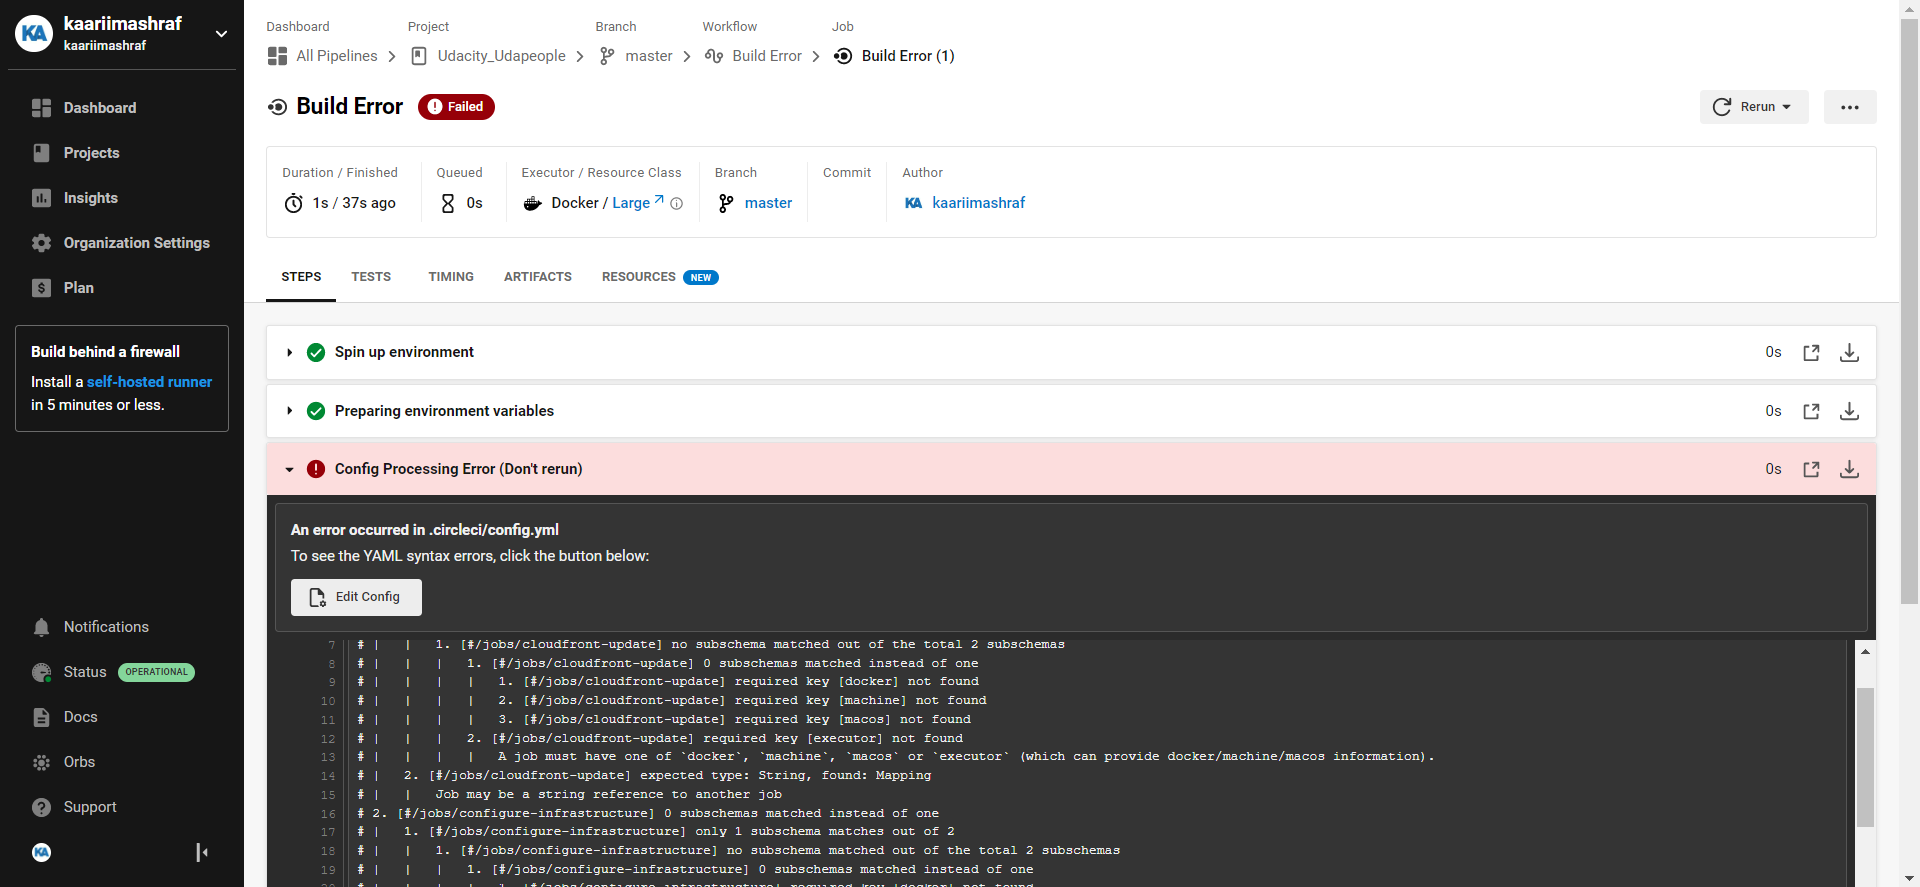 KA
kaariimashraf
kaariimashraf
Dashboard
Projects
Insights
Organization Settings
Plan
Build behind a firewall
Install a self-hosted runner
in 5 minutes or less.
Notifications
Status OPERATIONAL
Docs
Orbs
Support
KA
Dashboard Project Branch Workflow Job
All Pipelines Udacity_Udapeople master Build Error Build Error (1)
Build Error Failed
Rerun
Duration / Finished Queued Executor / Resource Class Branch Commit Author
1s / 37s ago 0s Docker / Large master KA kaariimashraf
STEPS TESTS TIMING ARTIFACTS RESOURCES NEW
Spin up environment 0s
Preparing environment variables 0s
Config Processing Error (Don't rerun) 0s
An error occurred in .circleci/config.yml
To see the YAML syntax errors, click the button below:
Edit Config
7 # | | 1. [#/jobs/cloudfront-update] no subschema matched out of the total 2 subschemas
8 # | | | 1. [#/jobs/cloudfront-update] 0 subschemas matched instead of one
9 # | | | | 1. [#/jobs/cloudfront-update] required key [docker] not found
10 # | | | | 2. [#/jobs/cloudfront-update] required key [machine] not found
11 # | | | | 3. [#/jobs/cloudfront-update] required key [macos] not found
12 # | | | 2. [#/jobs/cloudfront-update] required key [executor] not found
13 # | | | | A job must have one of `docker`, `machine`, `macos` or `executor` (which can provide docker/machine/macos information).
14 # | 2. [#/jobs/cloudfront-update] expected type: String, found: Mapping
15 # | | Job may be a string reference to another job
16 # 2. [#/jobs/configure-infrastructure] 0 subschemas matched instead of one
17 # | 1. [#/jobs/configure-infrastructure] only 1 subschema matches out of 2
18 # | | 1. [#/jobs/configure-infrastructure] no subschema matched out of the total 2 subschemas
19 # | | | 1. [#/jobs/configure-infrastructure] 0 subschemas matched instead of one
20 # | | | | 1. [#/jobs/configure-infrastructure] required key [docker] not found